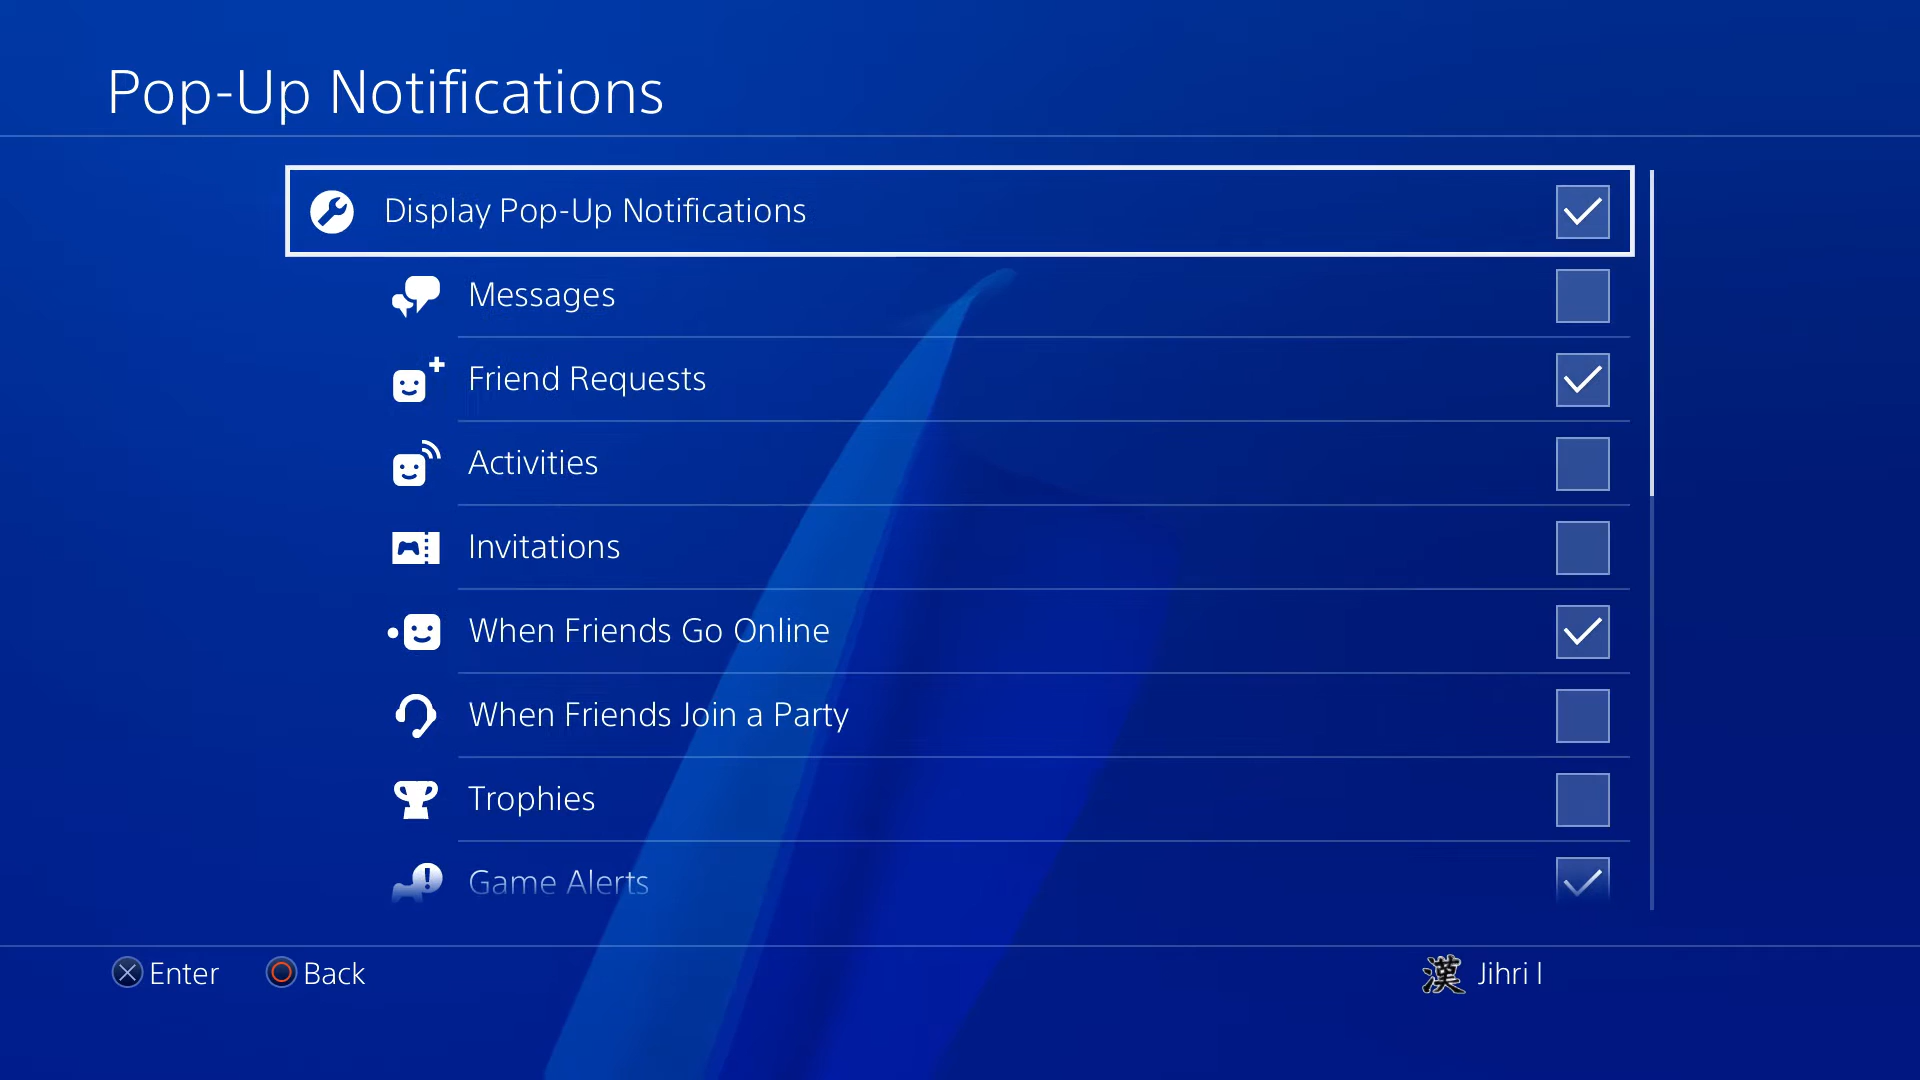 Pop-Up Notifications
Display Pop-Up Notifications
Messages
Friend Requests
Activities
Invitations
When Friends Go Online
When Friends Join a Party
Trophies
Game Alerts
Enter
Back
漢 Jihri l